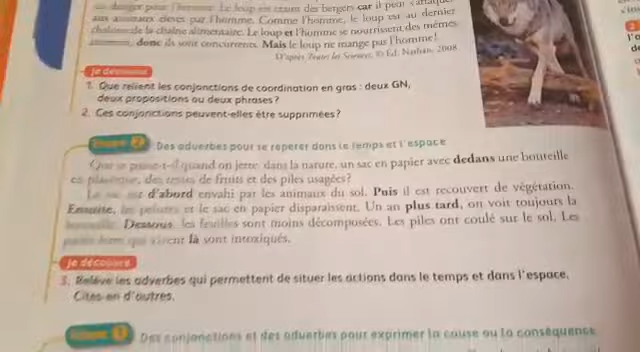 danger pour l'homme. Le loup est craint des bergers car il peut s'attaquer
aux animaux élevés par l'homme. Comme l'homme, le loup est au dernier
de la chaîne alimentaire. Le loup et l'homme se nourrissent des mêmes
donc ils sont concurrents. Mais le loup ne mange pas l'homme!
D'après Toutes les Sciences, © Éd. Nathan, 2008
Je découvre
1. Que relient les conjonctions de coordination en gras : deux GN,
deux propositions ou deux phrases?
2. Ces conjonctions peuvent-elles être supprimées?
2 Des adverbes pour se repérer dans le temps et l'espace
Que se passe-t-il quand on jette dans la nature, un sac en papier avec dedans une bouteille
en plastique, des restes de fruits et des piles usagées?
Le sac est d'abord envahi par les animaux du sol. Puis il est recouvert de végétation.
Ensuite, les pelures et le sac en papier disparaissent. Un an plus tard, on voit toujours la
bouteille. Dessous, les feuilles sont moins décomposées. Les piles ont coulé sur le sol. Les
qui vivent là sont intoxiqués.
Je découvre
3. Relève les adverbes qui permettent de situer les actions dans le temps et dans l'espace.
Cites-en d'autres.
Des conjonctions et des adverbes pour exprimer la cause ou la conséquence